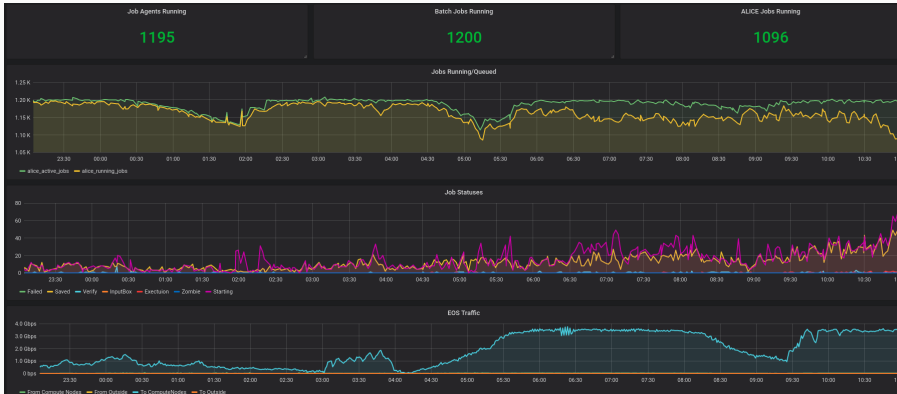 Job Agents Running
Batch Jobs Running
ALICE Jobs Running
1195
1200
1096
Jobs Running/Queued
1.25 K
1.20 K
1.15 K
1.10 K
1.05 K
23:30 00:00 00:30 01:00 01:30 02:00 02:30 03:00 03:30 04:00 04:30 05:00 05:30 06:00 06:30 07:00 07:30 08:00 08:30 09:00 09:30 10:00 10:30
alice_active_jobs alice_running_jobs
Job Statuses
80
60
40
20
0
23:30 00:00 00:30 01:00 01:30 02:00 02:30 03:00 03:30 04:00 04:30 05:00 05:30 06:00 06:30 07:00 07:30 08:00 08:30 09:00 09:30 10:00 10:30
Failed Saved Verify InputBox Exectuion Zombie Starting
EOS Traffic
4.0 Gbps
3.0 Gbps
2.0 Gbps
1.0 Gbps
0 bps
23:30 00:00 00:30 01:00 01:30 02:00 02:30 03:00 03:30 04:00 04:30 05:00 05:30 06:00 06:30 07:00 07:30 08:00 08:30 09:00 09:30 10:00 10:30
From Compute Nodes From Outside To ComputeNodes To Outside